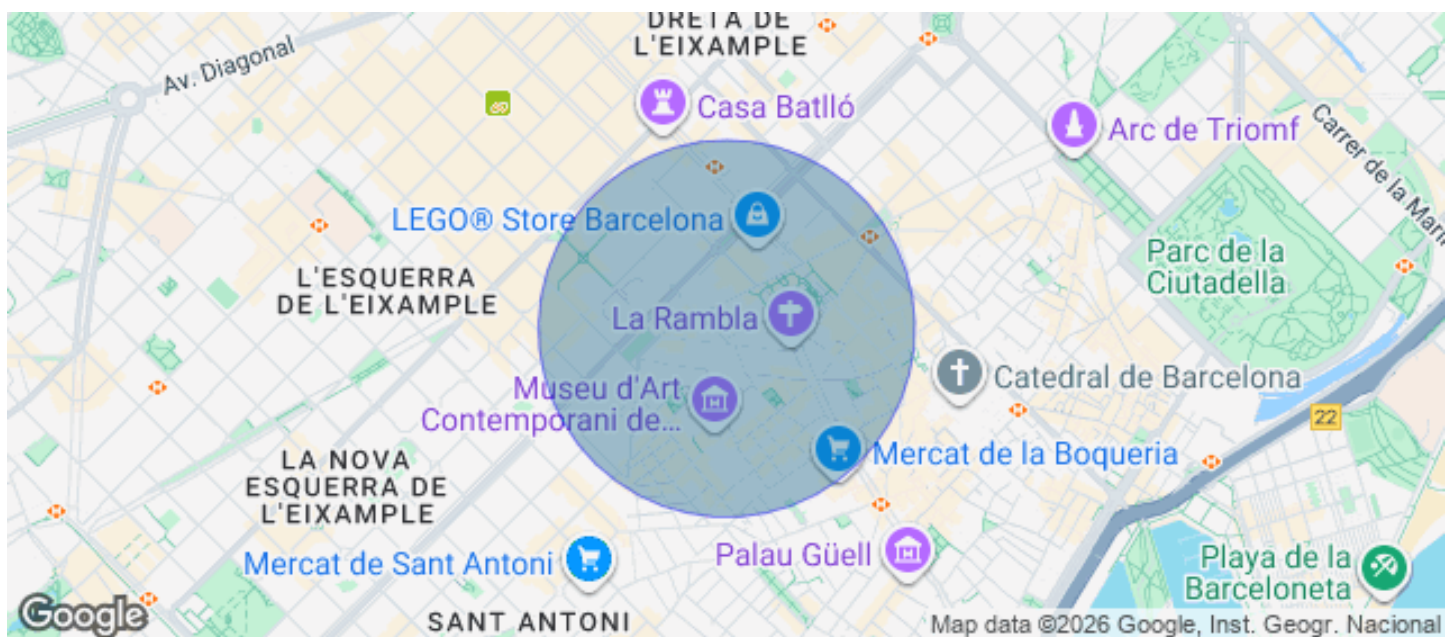 DRETA DE
L'EIXAMPLE
Av. Diagonal
Casa Batlló
Arc de Triomf
Carrer de la Marin
LEGO® Store Barcelona
Parc de la
Ciutadella
L'ESQUERRA
DE L'EIXAMPLE
La Rambla
Museu d'Art
Contemporani de...
Catedral de Barcelona
22
LA NOVA
ESQUERRA DE
L'EIXAMPLE
Mercat de la Boqueria
Mercat de Sant Antoni
Palau Güell
Playa de la
Barceloneta
SANT ANTONI
Google
Map data ©2026 Google, Inst. Geogr. Nacional